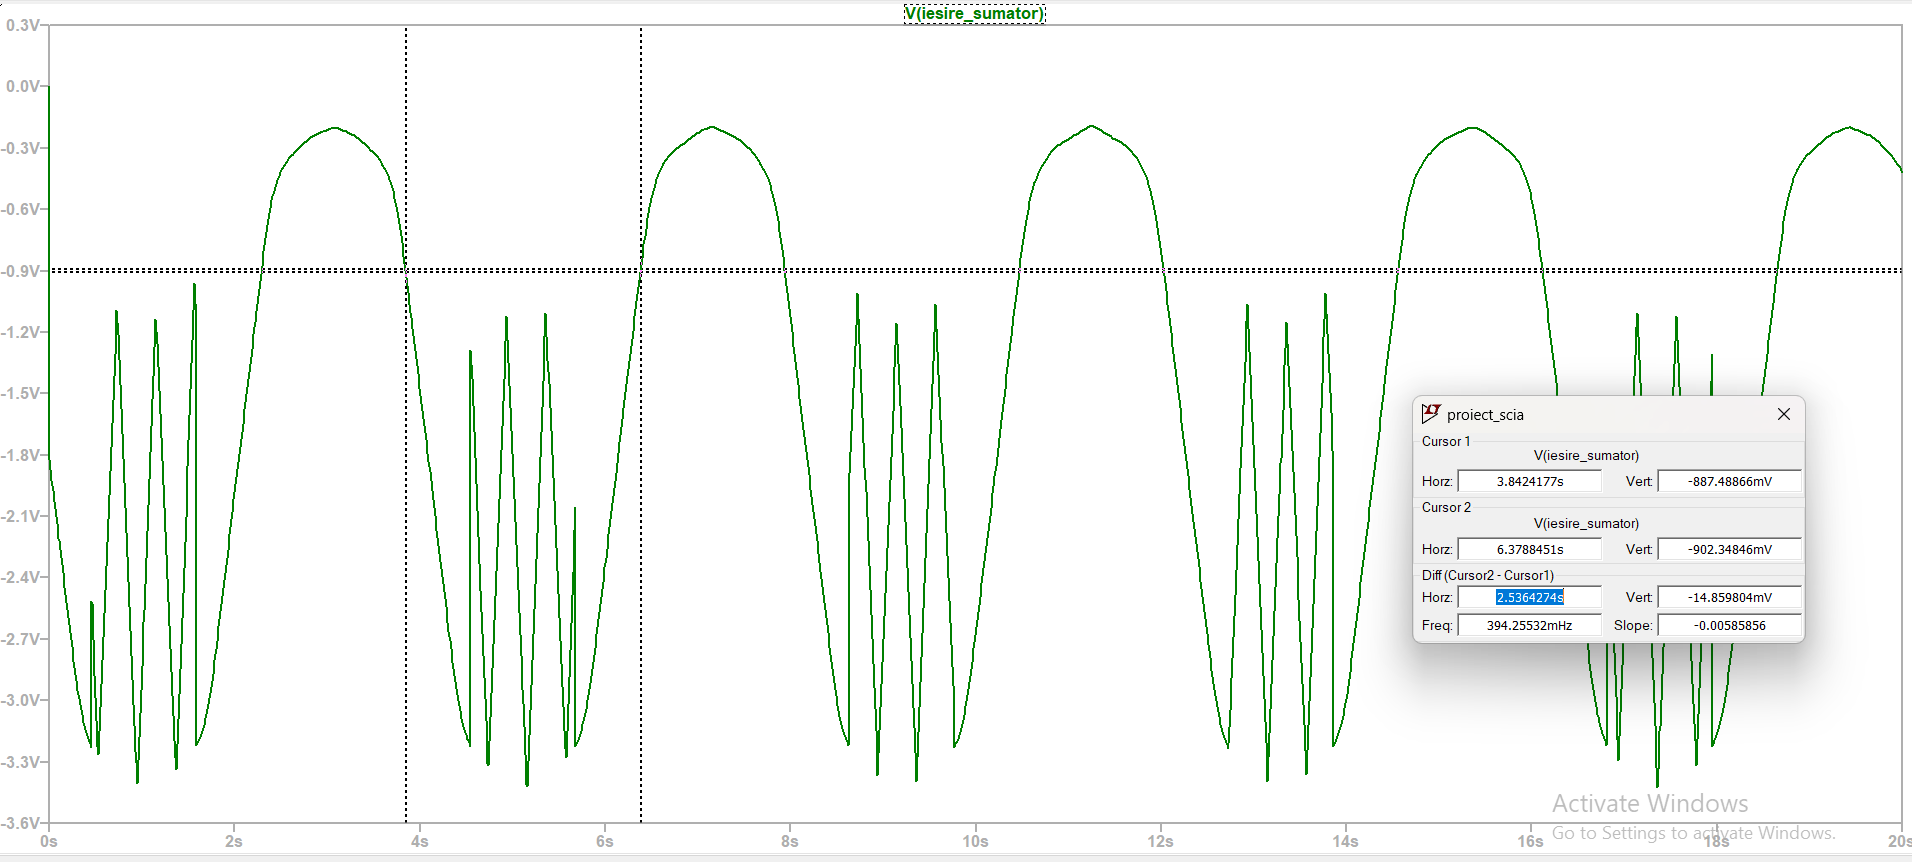 V(iesire_sumator)
0.3V
0.0V
-0.3V
-0.6V
-0.9V
-1.2V
-1.5V
-1.8V
-2.1V
-2.4V
-2.7V
-3.0V
-3.3V
-3.6V
0s 2s 4s 6s 8s 10s 12s 14s 16s 18s 20s
proiect_scia
Cursor 1
V(iesire_sumator)
Horz: 3.8424177s Vert: -887.48866mV
Cursor 2
V(iesire_sumator)
Horz: 6.3788451s Vert: -902.34846mV
Diff (Cursor2 - Cursor1)
Horz: 2.5364274s Vert: -14.859804mV
Freq: 394.25532mHz Slope: -0.00585856
Activate Windows
Go to Settings to activate Windows.